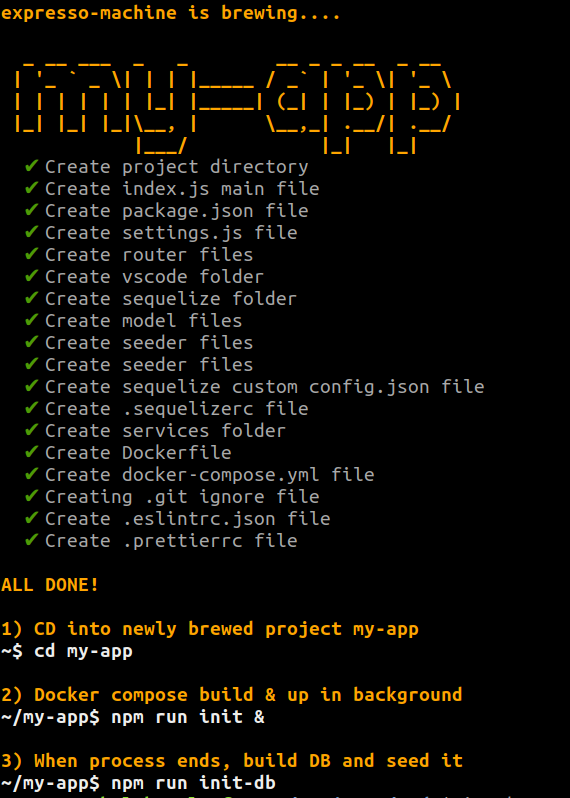 expresso-machine is brewing....
my-app
✔ Create project directory
✔ Create index.js main file
✔ Create package.json file
✔ Create settings.js file
✔ Create router files
✔ Create vscode folder
✔ Create sequelize folder
✔ Create model files
✔ Create seeder files
✔ Create seeder files
✔ Create sequelize custom config.json file
✔ Create .sequelizerc file
✔ Create services folder
✔ Create Dockerfile
✔ Create docker-compose.yml file
✔ Creating .git ignore file
✔ Create .eslintrc.json file
✔ Create .prettierrc file
ALL DONE!
1) CD into newly brewed project my-app
~$ cd my-app
2) Docker compose build & up in background
~/my-app$ npm run init &
3) When process ends, build DB and seed it
~/my-app$ npm run init-db